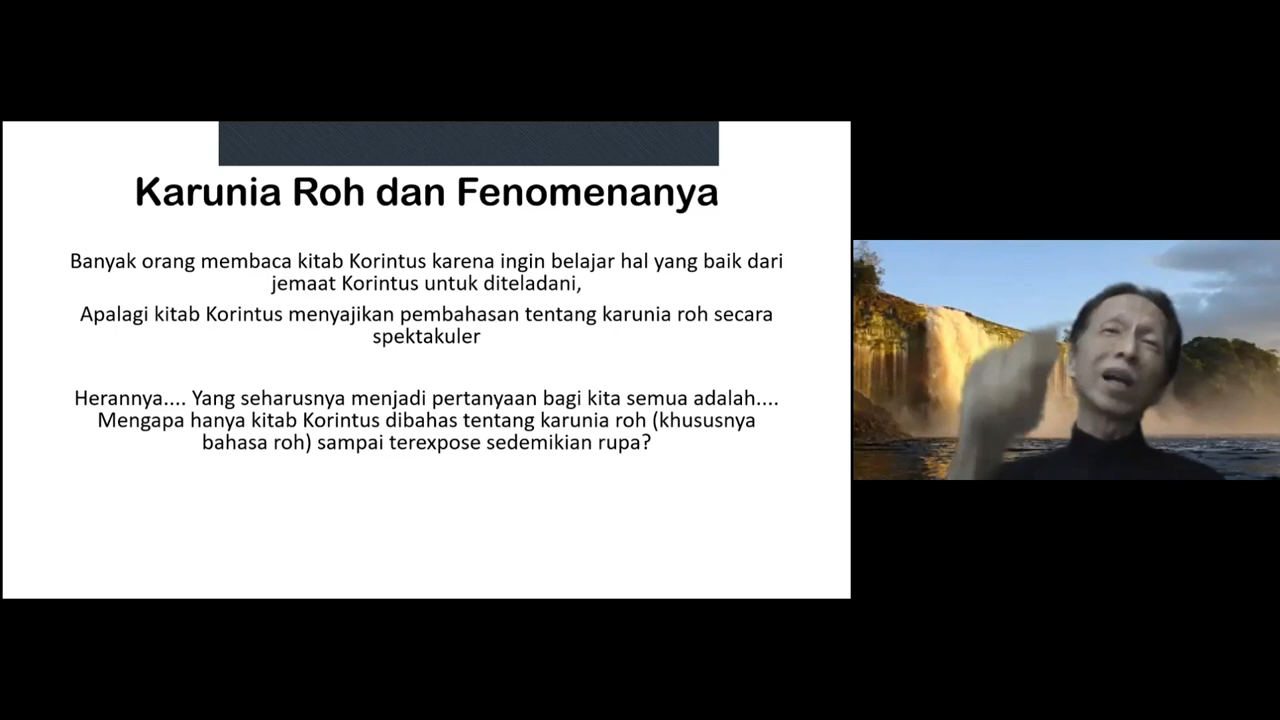 Karunia Roh dan Fenomenanya
Banyak orang membaca kitab Korintus karena ingin belajar hal yang baik dari
jemaat Korintus untuk diteladani,
Apalagi kitab Korintus menyajikan pembahasan tentang karunia roh secara
spektakuler
Herannya.... Yang seharusnya menjadi pertanyaan bagi kita semua adalah....
Mengapa hanya kitab Korintus dibahas tentang karunia roh (khususnya
bahasa roh) sampai terexpose sedemikian rupa?